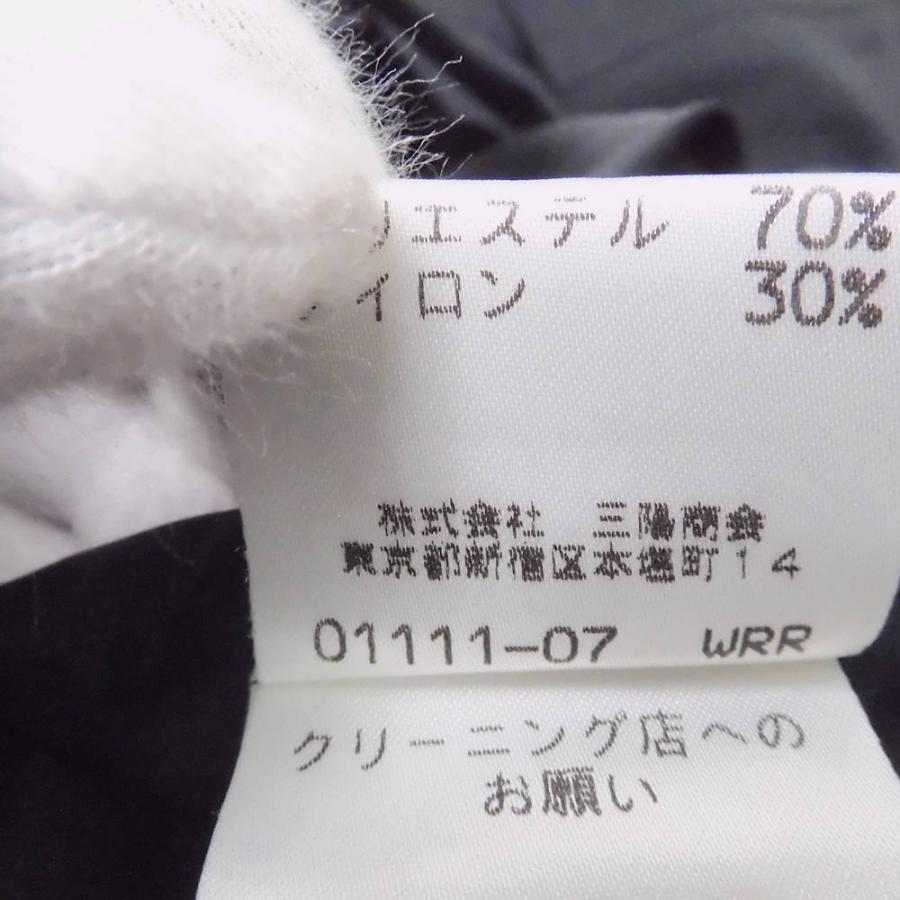 リエステル 70%
イロン 30%
株式会社 三陽商会
東京都新宿区本塩町14
01111-07 WRR
クリーニング店への
お願い